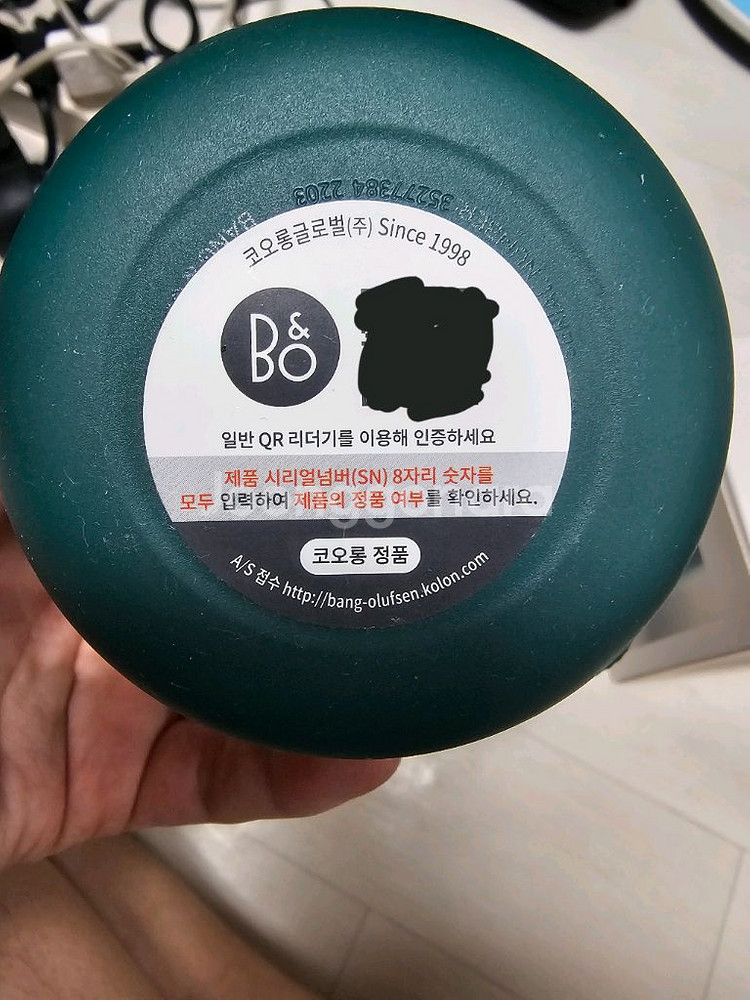 35277384 2203
코오롱글로벌(주) Since 1998
B&O
일반 QR 리더기를 이용해 인증하세요
제품 시리얼넘버(SN) 8자리 숫자를
모두 입력하여 제품의 정품 여부를 확인하세요.
코오롱 정품
A/S 접수 http://bang-olufsen.kolon.com